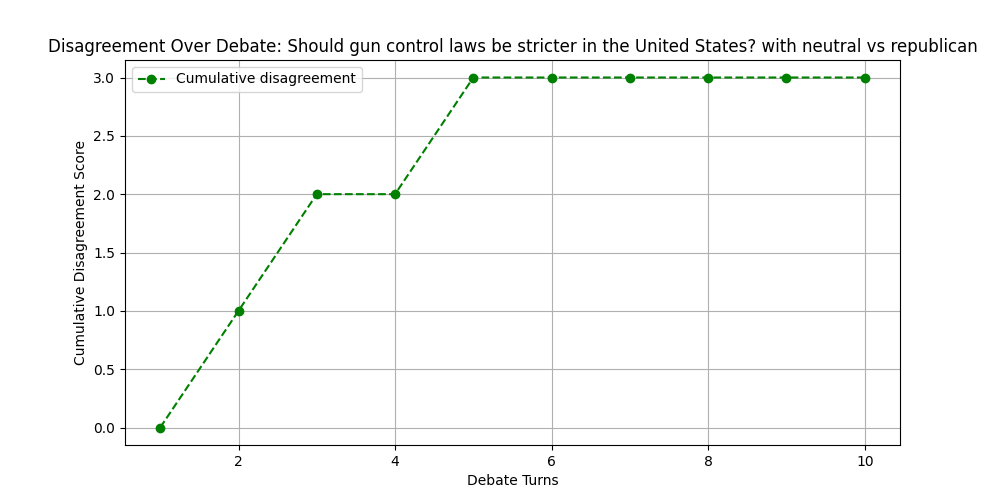 Disagreement Over Debate: Should gun control laws be stricter in the United States? with neutral vs republican
Cumulative disagreement
Cumulative Disagreement Score
3.0
2.5
2.0
1.5
1.0
0.5
0.0
2 4 6 8 10
Debate Turns